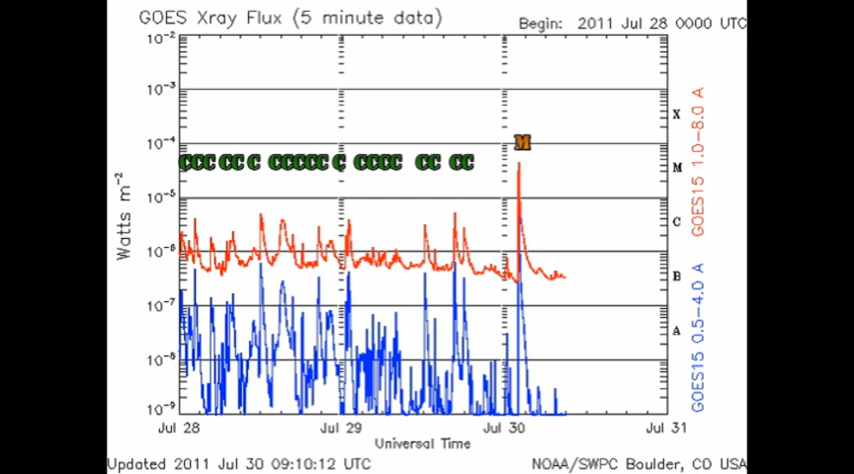 GOES Xray Flux (5 minute data)
Begin: 2011 Jul 28 0000 UTC
10⁻²
10⁻³
10⁻⁴
10⁻⁵
10⁻⁶
10⁻⁷
10⁻⁸
10⁻⁹
Watts m⁻²
CCC CC C CCCCCC C CCCC CC CC
M
X
M
C
B
A
GOES15 1.0-8.0 A
GOES15 0.5-4.0 A
Jul 28
Jul 29
Jul 30
Jul 31
Universal Time
Updated 2011 Jul 30 09:10:12 UTC
NOAA/SWPC Boulder, CO USA